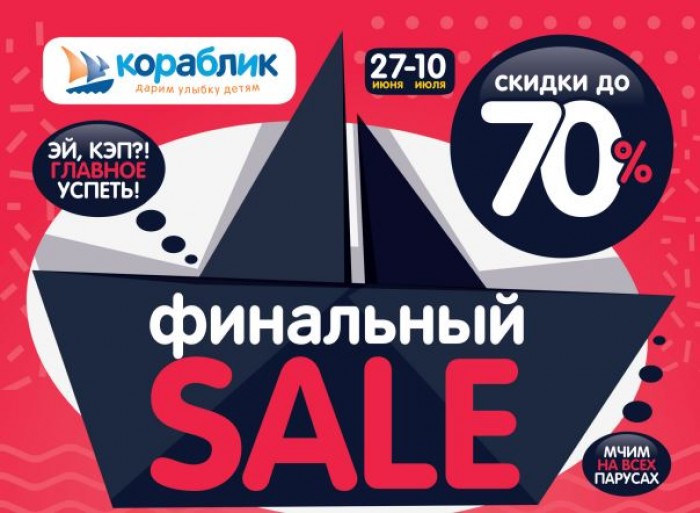 кораблик
дарим улыбку детям
27-10
июня июля
скидки до
70%
ЭЙ, КЭП?!
ГЛАВНОЕ
УСПЕТЬ!
финальный
SALE
МЧИМ
НА ВСЕХ
ПАРУСАХ